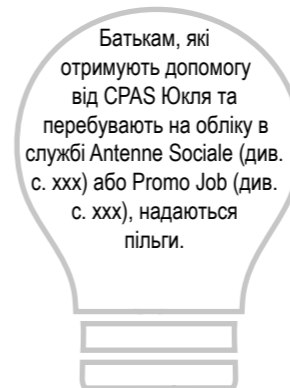 Батькам, які
отримують допомогу
від CPAS Юкля та
перебувають на обліку в
службі Antenne Sociale (див.
с. xxx) або Promo Job (див.
с. xxx), надаються
пільги.